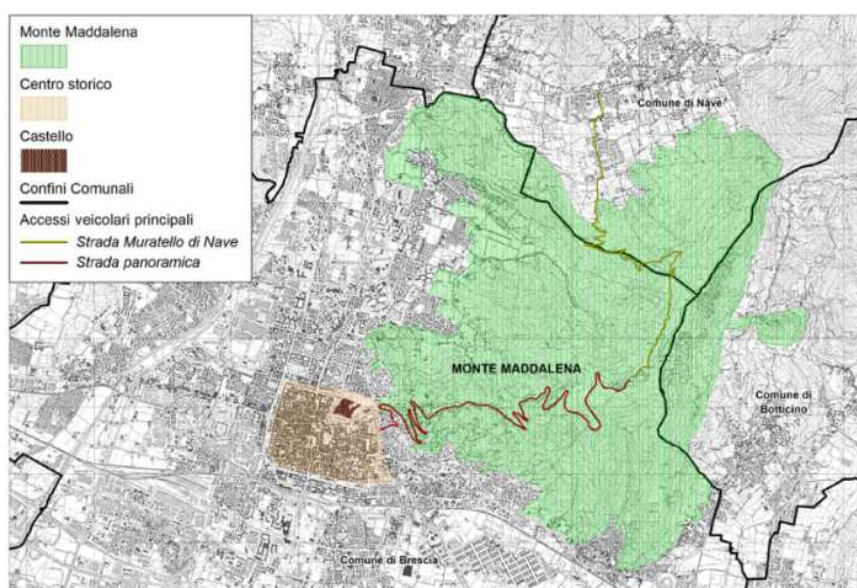 Monte Maddalena
Centro storico
Castello
Confini Comunali
Accessi veicolari principali
Strada Muratello di Nave
Strada panoramica
Comune di Nave
MONTE MADDALENA
Comune di
Botticino
Comune di Brescia